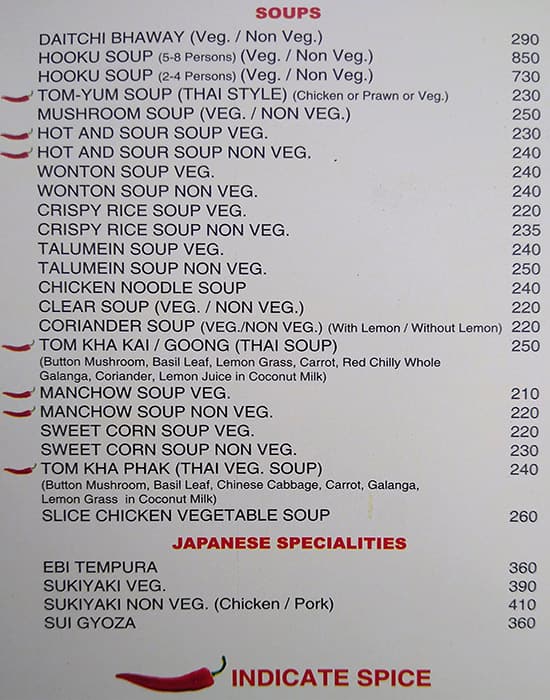 SOUPS
DAITCHI BHAWAY (Veg. / Non Veg.) 290
HOOKU SOUP (5-8 Persons) (Veg. / Non Veg.) 850
HOOKU SOUP (2-4 Persons) (Veg. / Non Veg.) 730
TOM-YUM SOUP (THAI STYLE) (Chicken or Prawn or Veg.) 230
MUSHROOM SOUP (VEG. / NON VEG.) 250
HOT AND SOUR SOUP VEG. 230
HOT AND SOUR SOUP NON VEG. 240
WONTON SOUP VEG. 240
WONTON SOUP NON VEG. 240
CRISPY RICE SOUP VEG. 220
CRISPY RICE SOUP NON VEG. 235
TALUMEIN SOUP VEG. 240
TALUMEIN SOUP NON VEG. 250
CHICKEN NOODLE SOUP 240
CLEAR SOUP (VEG. / NON VEG.) 220
CORIANDER SOUP (VEG./NON VEG.) (With Lemon / Without Lemon) 220
TOM KHA KAI / GOONG (THAI SOUP) 250
(Button Mushroom, Basil Leaf, Lemon Grass, Carrot, Red Chilly Whole
Galanga, Coriander, Lemon Juice in Coconut Milk)
MANCHOW SOUP VEG. 210
MANCHOW SOUP NON VEG. 220
SWEET CORN SOUP VEG. 220
SWEET CORN SOUP NON VEG. 230
TOM KHA PHAK (THAI VEG. SOUP) 240
(Button Mushroom, Basil Leaf, Chinese Cabbage, Carrot, Galanga,
Lemon Grass in Coconut Milk)
SLICE CHICKEN VEGETABLE SOUP 260
JAPANESE SPECIALITIES
EBI TEMPURA 360
SUKIYAKI VEG. 390
SUKIYAKI NON VEG. (Chicken / Pork) 410
SUI GYOZA 360
INDICATE SPICE